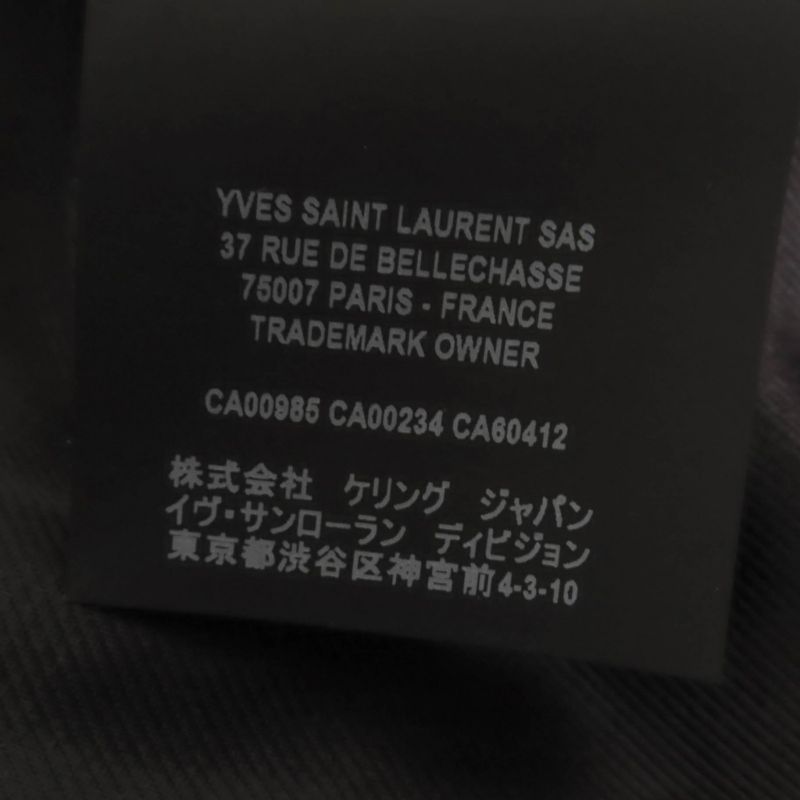 YVES SAINT LAURENT SAS
37 RUE DE BELLECHASSE
75007 PARIS - FRANCE
TRADEMARK OWNER
CA00985 CA00234 CA60412
株式会社 ケリング ジャパン
イヴ・サンローラン ディビジョン
東京都渋谷区神宮前4-3-10